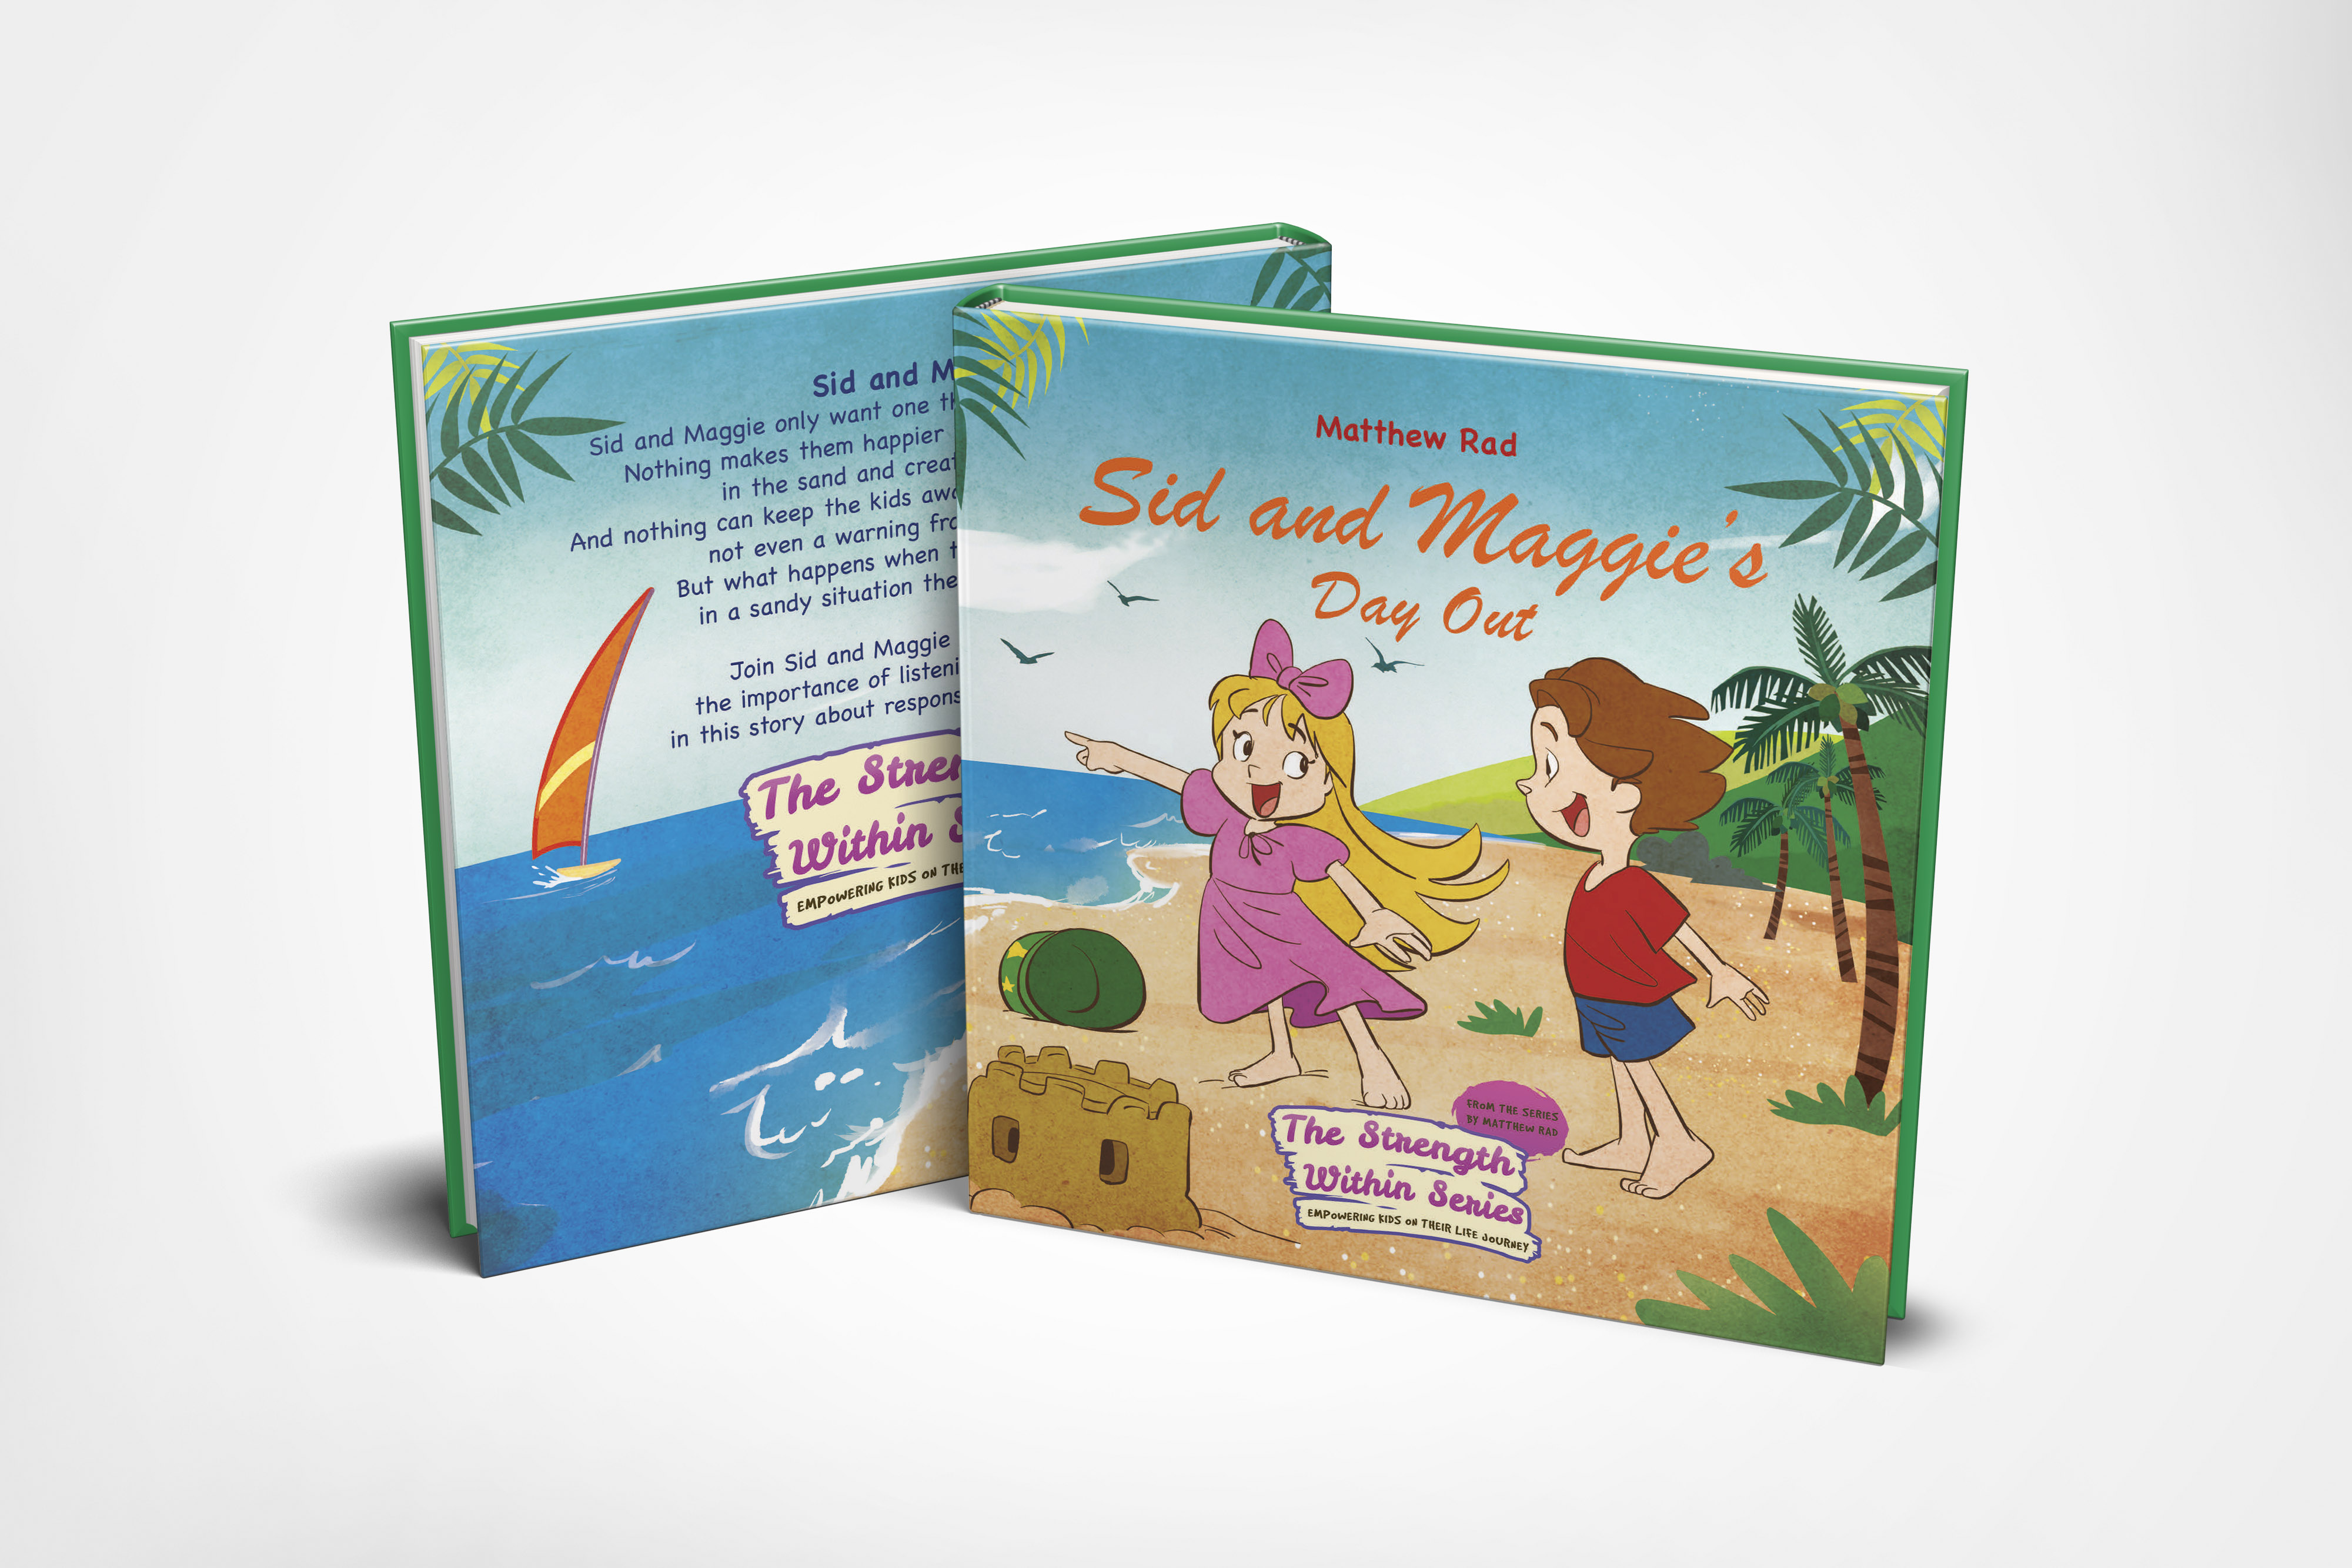 Sid and M
Sid and Maggie only want one th
Nothing makes them happier
in the sand and creat
And nothing can keep the kids awa
not even a warning fro
But what happens when t
in a sandy situation the
Join Sid and Maggie
the importance of listeni
in this story about respons
The Stren
Within S
EMPOWERING KIDS ON THE
Matthew Rad
Sid and Maggie's
Day Out
FROM THE SERIES
BY MATTHEW RAD
The Strength
Within Series
EMPOWERING KIDS ON THEIR LIFE JOURNEY